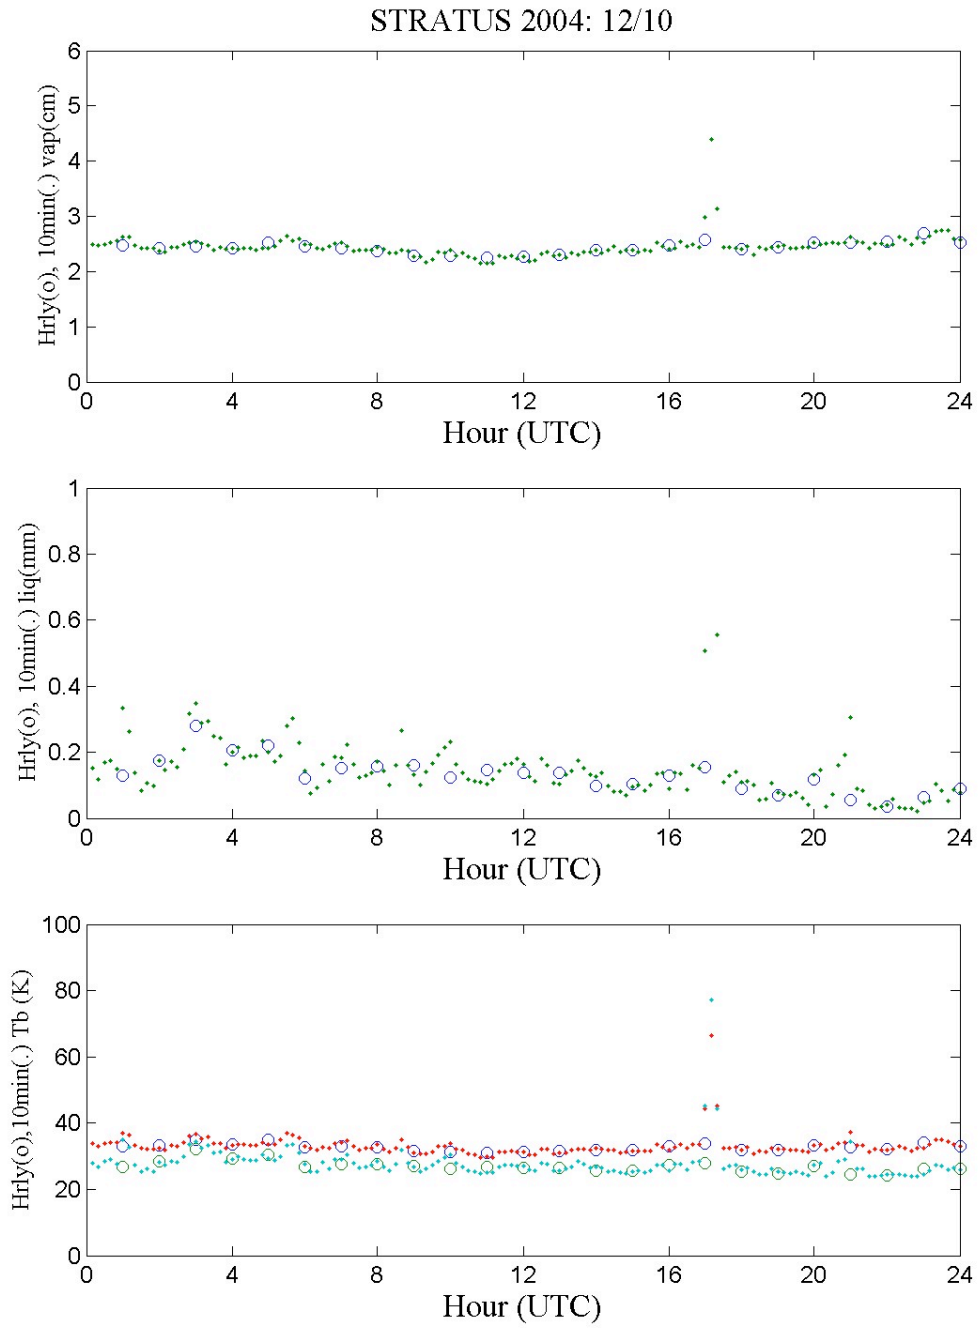 STRATUS 2004: 12/10
Hrly(o), 10min(.) vap(cm)
6
5
4
3
2
1
0
0 4 8 12 16 20 24
Hour (UTC)
Hrly(o), 10min(.) liq(mm)
1
0.8
0.6
0.4
0.2
0
0 4 8 12 16 20 24
Hour (UTC)
Hrly(o),10min(.) Tb (K)
100
80
60
40
20
0
0 4 8 12 16 20 24
Hour (UTC)